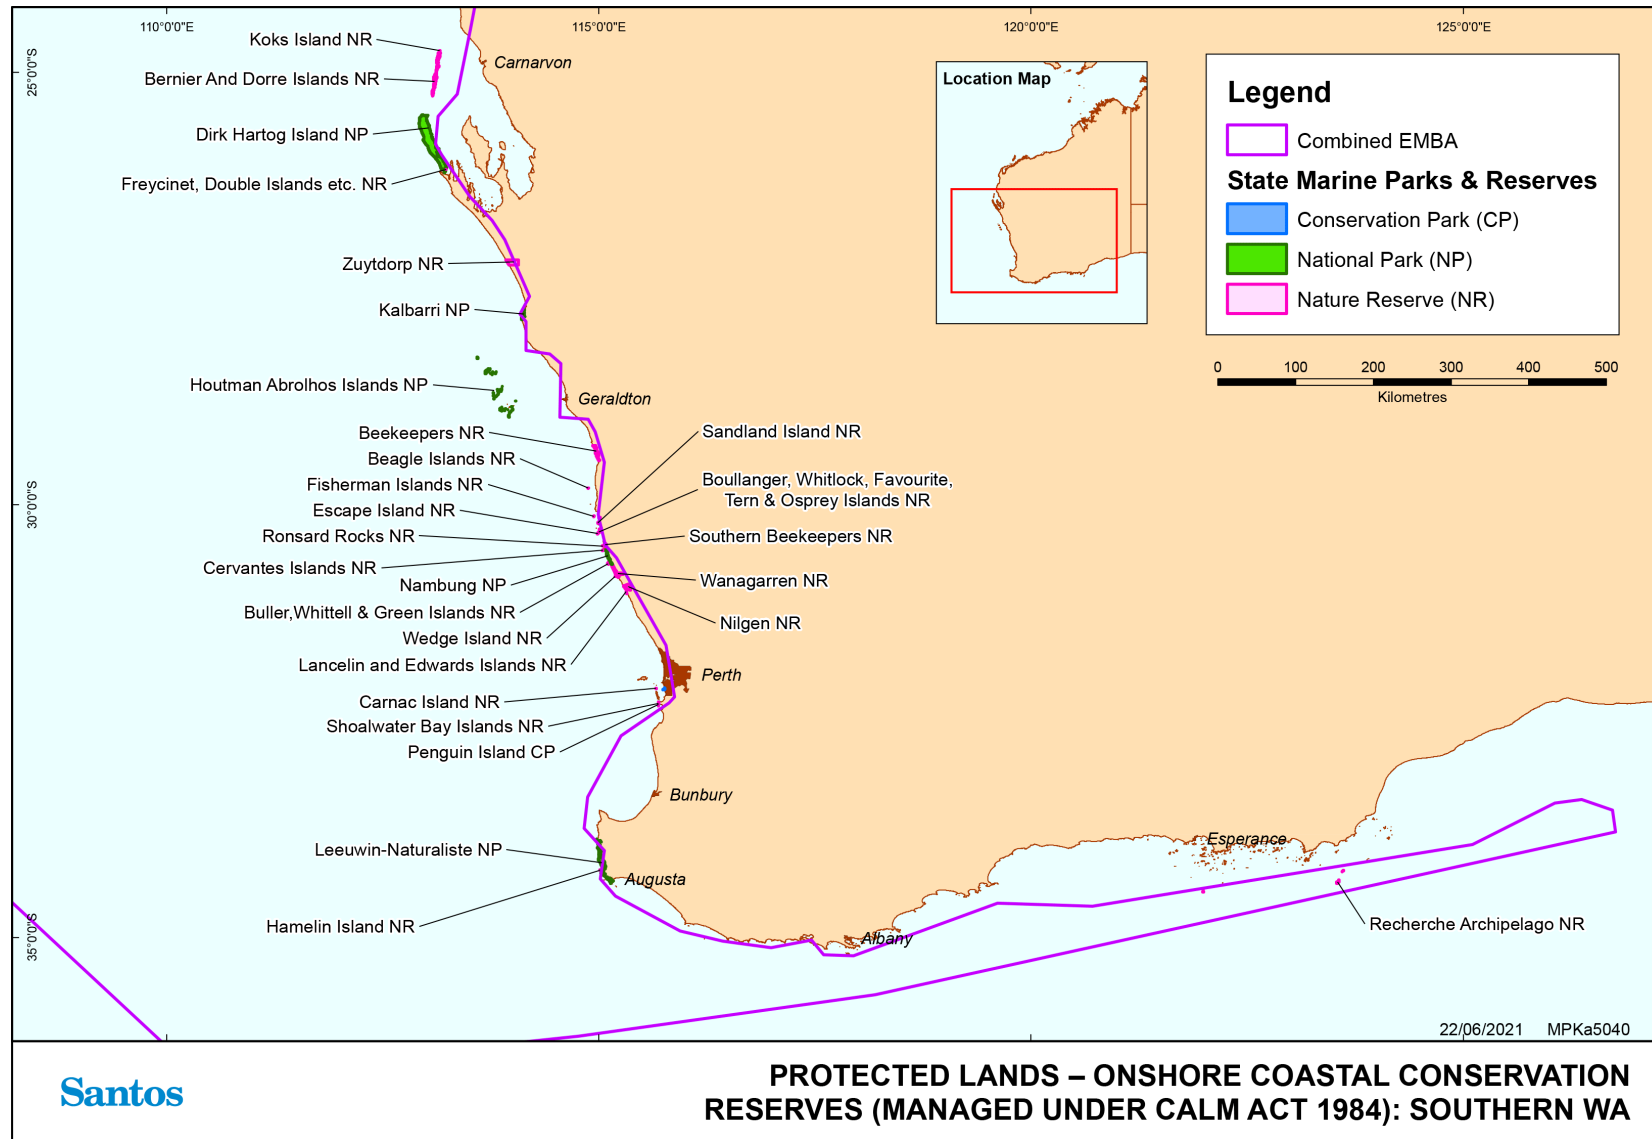 110°0'0"E
115°0'0"E
120°0'0"E
125°0'0"E
25°0'0"S
30°0'0"S
35°0'0"S
Koks Island NR
Bernier And Dorre Islands NR
Dirk Hartog Island NP
Freycinet, Double Islands etc. NR
Zuytdorp NR
Kalbarri NP
Houtman Abrolhos Islands NP
Beekeepers NR
Beagle Islands NR
Fisherman Islands NR
Escape Island NR
Ronsard Rocks NR
Cervantes Islands NR
Nambung NP
Buller,Whittell & Green Islands NR
Wedge Island NR
Lancelin and Edwards Islands NR
Carnac Island NR
Shoalwater Bay Islands NR
Penguin Island CP
Leeuwin-Naturaliste NP
Hamelin Island NR
Carnarvon
Geraldton
Sandland Island NR
Boullanger, Whitlock, Favourite,
Tern & Osprey Islands NR
Southern Beekeepers NR
Wanagarren NR
Nilgen NR
Perth
Bunbury
Augusta
Albany
Esperance
Recherche Archipelago NR
Location Map
Legend
Combined EMBA
State Marine Parks & Reserves
Conservation Park (CP)
National Park (NP)
Nature Reserve (NR)
0 100 200 300 400 500
Kilometres
22/06/2021 MPKa5040
Santos
PROTECTED LANDS – ONSHORE COASTAL CONSERVATION
RESERVES (MANAGED UNDER CALM ACT 1984): SOUTHERN WA